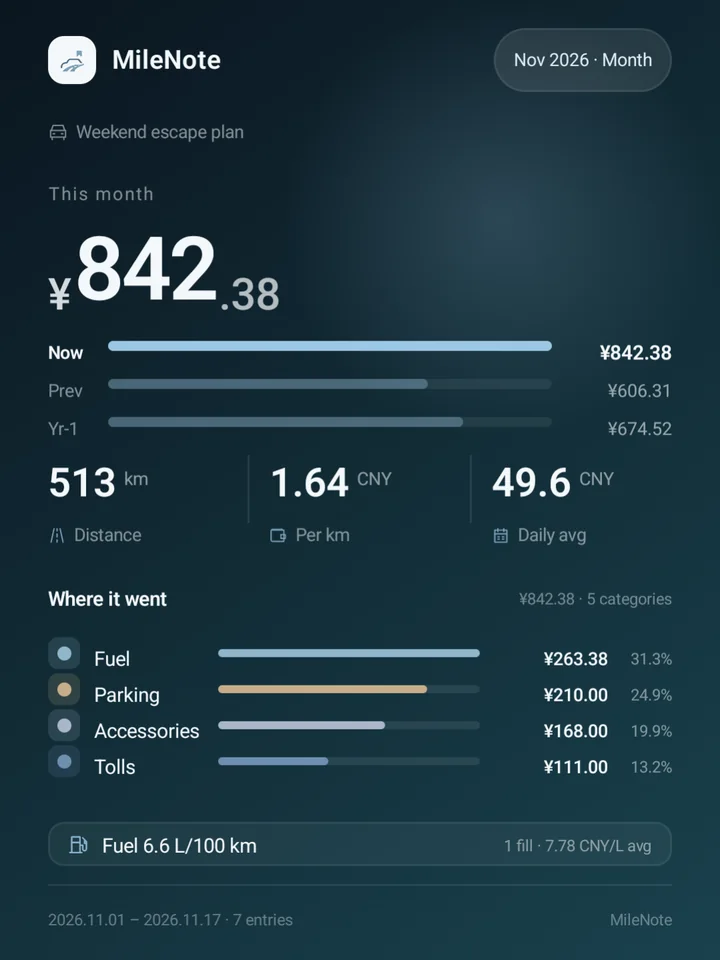 MileNote
Nov 2026 · Month
Weekend escape plan
This month
¥842.38
Now ¥842.38
Prev ¥606.31
Yr-1 ¥674.52
513 km 1.64 CNY 49.6 CNY
Distance Per km Daily avg
Where it went ¥842.38 · 5 categories
Fuel ¥263.38 31.3%
Parking ¥210.00 24.9%
Accessories ¥168.00 19.9%
Tolls ¥111.00 13.2%
Fuel 6.6 L/100 km 1 fill · 7.78 CNY/L avg
2026.11.01 – 2026.11.17 · 7 entries MileNote